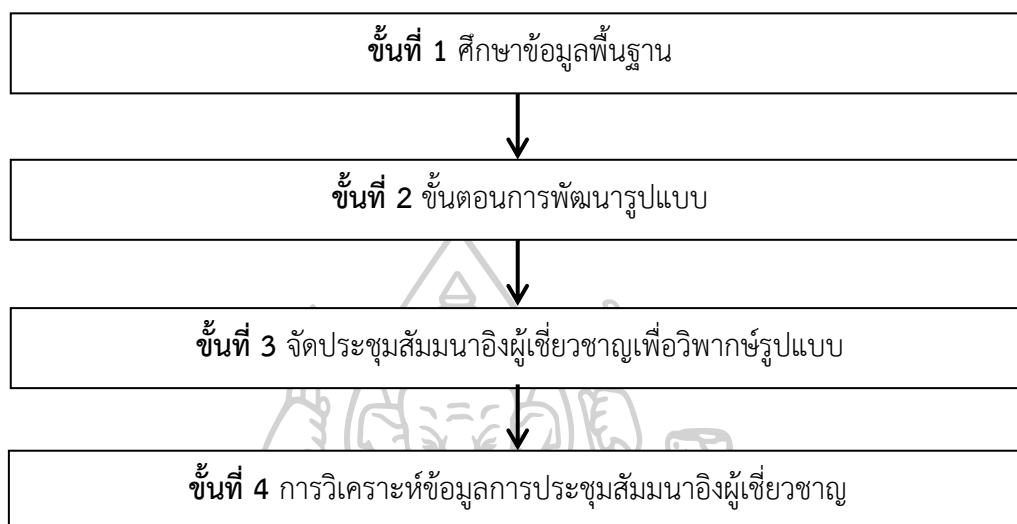 ขั้นที่ 1 ศึกษาข้อมูลพื้นฐาน
ขั้นที่ 2 ขั้นตอนการพัฒนารูปแบบ
ขั้นที่ 3 จัดประชุมสัมมนาอิงผู้เชี่ยวชาญเพื่อวิพากษ์รูปแบบ
ขั้นที่ 4 การวิเคราะห์ข้อมูลการประชุมสัมมนาอิงผู้เชี่ยวชาญ